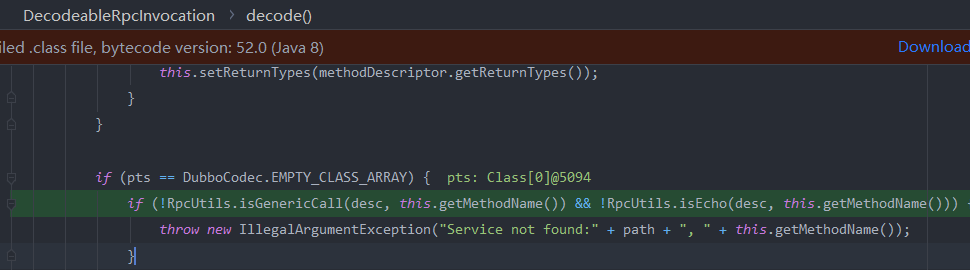 DecodeableRpcInvocation > decode()
iled .class file, bytecode version: 52.0 (Java 8) Download
this.setReturnTypes(methodDescriptor.getReturnTypes());
}
}
if (pts == DubboCodec.EMPTY_CLASS_ARRAY) { pts: Class[0]@5094
if (!RpcUtils.isGenericCall(desc, this.getMethodName()) && !RpcUtils.isEcho(desc, this.getMethodName())) {
throw new IllegalArgumentException("Service not found:" + path + ", " + this.getMethodName());
}